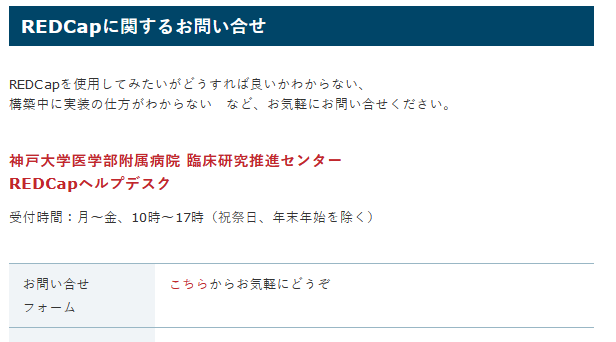 REDCapに関するお問い合せ
REDCapを使用してみたいがどうすれば良いかわからない、
構築中に実装の仕方がわからない　など、お気軽にお問い合せください。
神戸大学医学部附属病院 臨床研究推進センター
REDCapヘルプデスク
受付時間：月～金、10時～17時（祝祭日、年末年始を除く）
お問い合せ
フォーム
こちらからお気軽にどうぞ